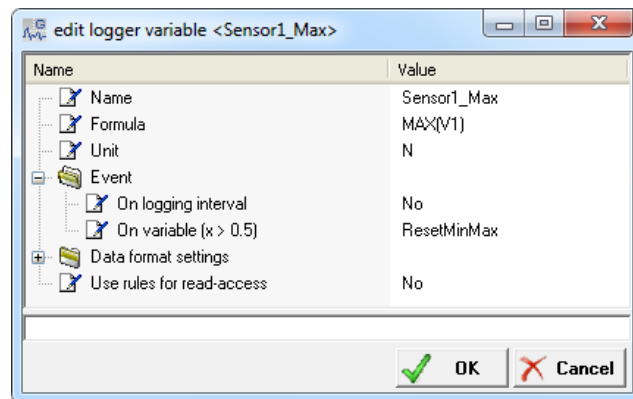 edit logger variable <Sensor1_Max>
Name Value
Name Sensor1_Max
Formula MAX(V1)
Unit N
Event
On logging interval No
On variable (x > 0.5) ResetMinMax
Data format settings
Use rules for read-access No
OK Cancel